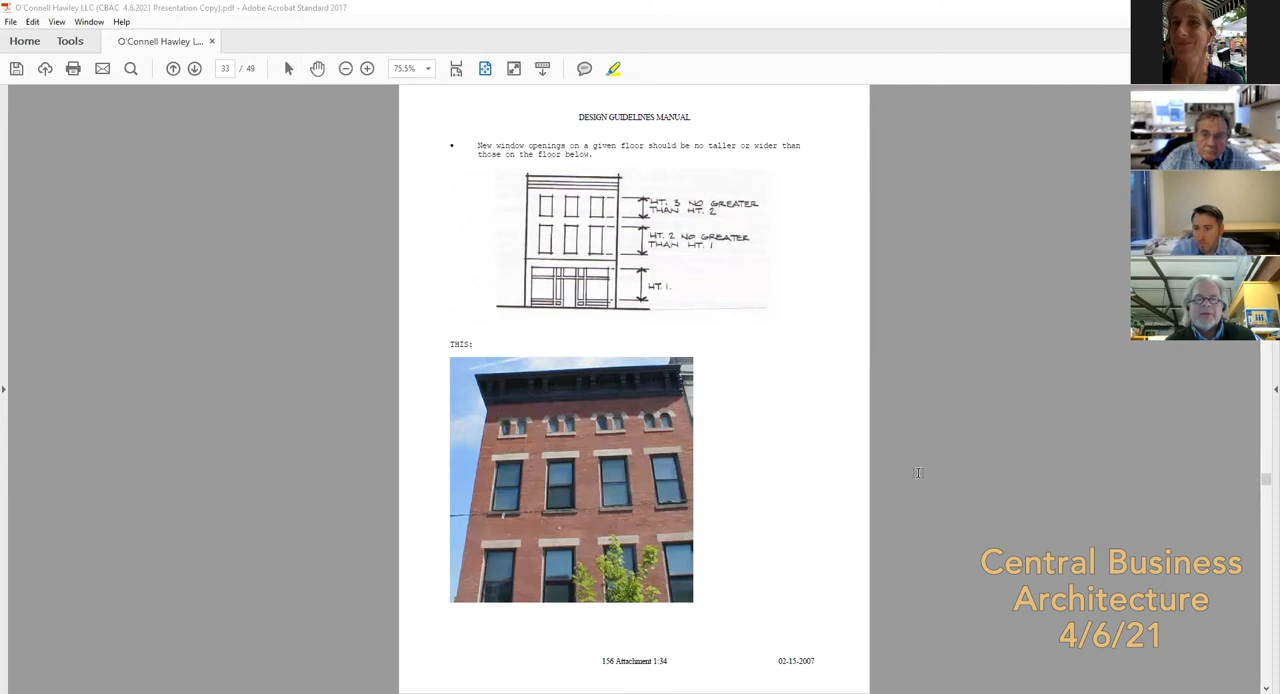 O'Connell Hawley LLC (CBAC 4.6.2021 Presentation Copy).pdf - Adobe Acrobat Standard 2017
File Edit View Window Help
Home Tools O'Connell Hawley L... ×
33 / 49 75.5%
DESIGN GUIDELINES MANUAL
• New window openings on a given floor should be no taller or wider than
those on the floor below.
HT. 3 NO GREATER
THAN HT. 2
HT. 2 NO GREATER
THAN HT. 1
HT. 1.
THIS:
156 Attachment 1:34 02-15-2007
Central Business
Architecture
4/6/21